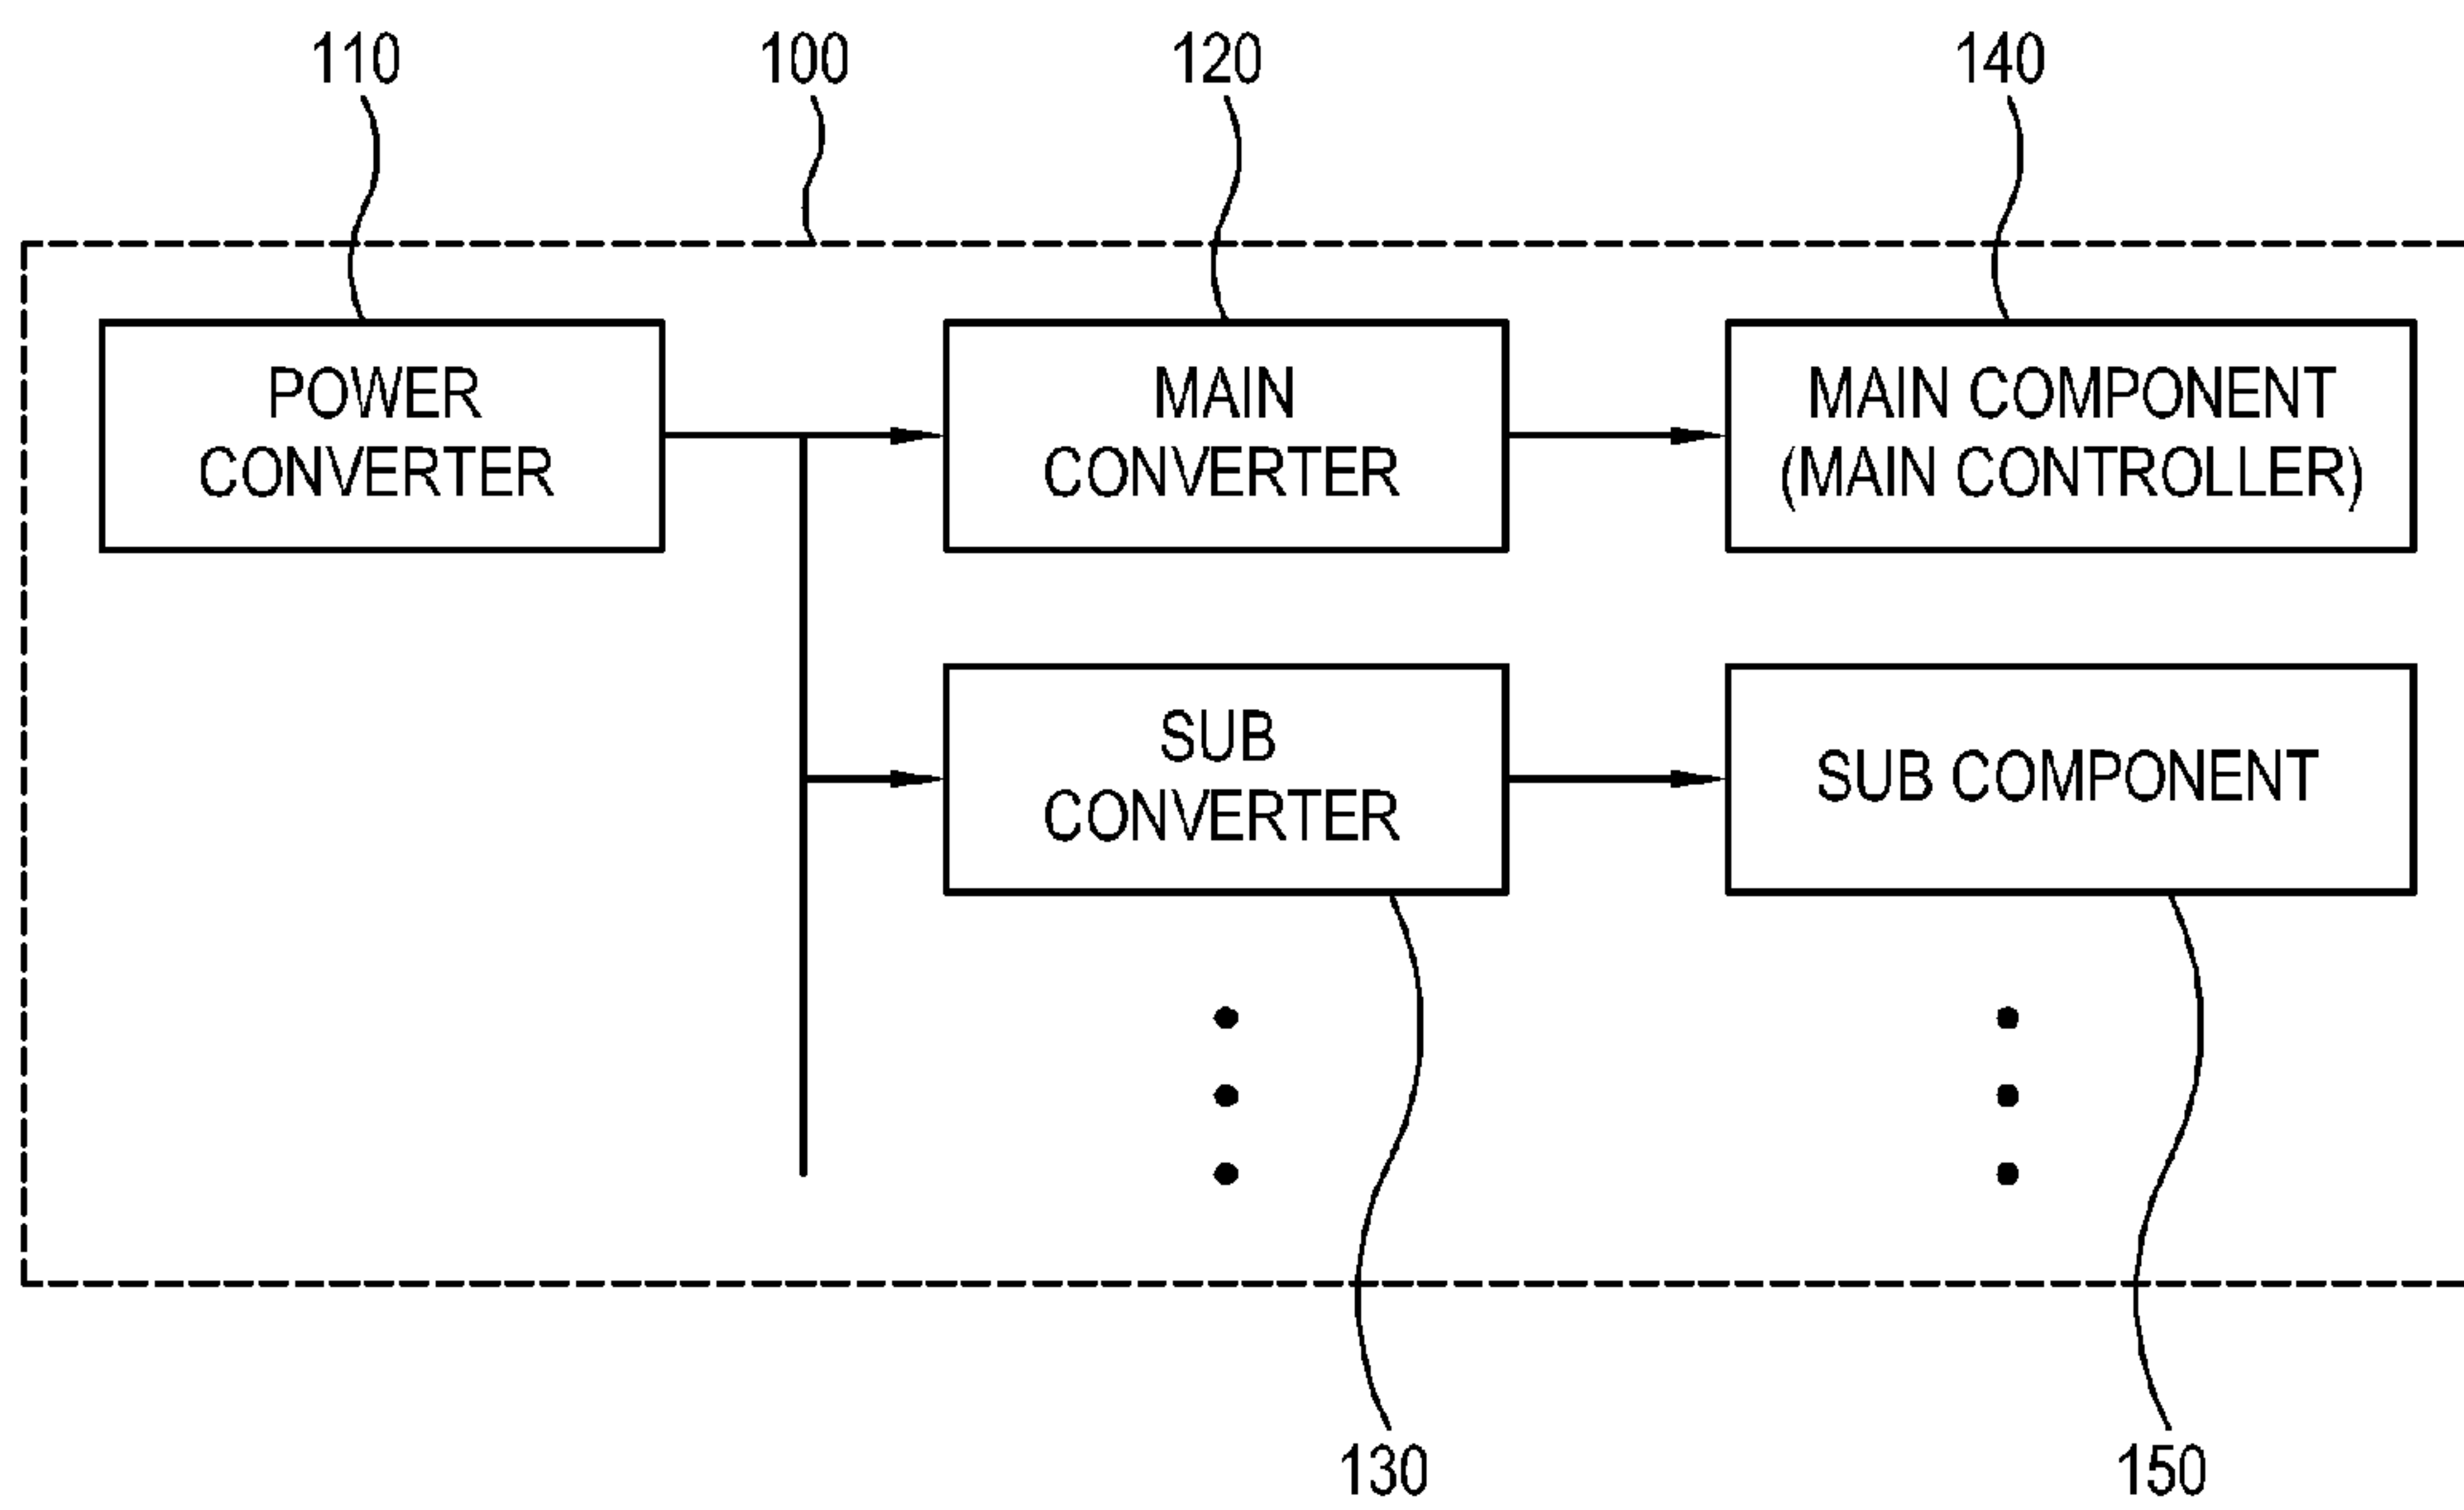 110
100
120
140
POWER
CONVERTER
MAIN
CONVERTER
MAIN COMPONENT
(MAIN CONTROLLER)
SUB
CONVERTER
SUB COMPONENT
130
150